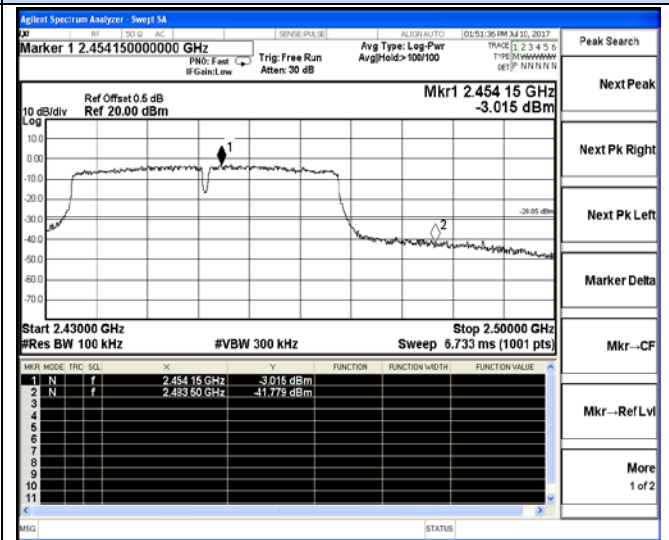 Agilent Spectrum Analyzer - Swept SA
RF 50 Ω AC SENSE:PULSE ALIGN AUTO 01:51:36 PM Jul 10, 2017
Marker 1 2.454150000000 GHz
PNO: Fast
IFGain:Low
Trig: Free Run
Atten: 30 dB
Avg Type: Log-Pwr
Avg|Hold:>100/100
TRACE 1 2 3 4 5 6
TYPE
DET P N N N N N
Peak Search
Mkr1 2.454 15 GHz
-3.015 dBm
Ref Offset 0.5 dB
10 dB/div Ref 20.00 dBm
Log
10.0
0.00
-10.0
-20.0
-30.0
-40.0
-50.0
-60.0
-70.0
1
2
Start 2.43000 GHz
Stop 2.50000 GHz
#Res BW 100 kHz
#VBW 300 kHz
Sweep 6.733 ms (1001 pts)
MKR MODE TRC SCL X Y FUNCTION FUNCTION WIDTH FUNCTION VALUE
1 N f 2.454 15 GHz -3.015 dBm
2 N f 2.483 50 GHz -41.779 dBm
3
4
5
6
7
8
9
10
11
MSG
STATUS
Next Peak
Next Pk Right
Next Pk Left
Marker Delta
Mkr→CF
Mkr→Ref Lvl
More
1 of 2